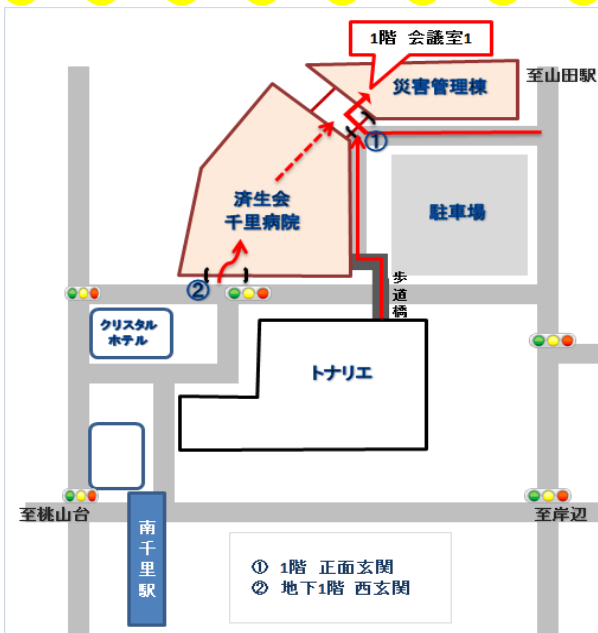 1階 会議室1
災害管理棟
至山田駅
①
済生会
千里病院
駐車場
②
歩道橋
クリスタル
ホテル
トナリエ
至桃山台
至岸辺
南千里駅
① 1階 正面玄関
② 地下1階 西玄関